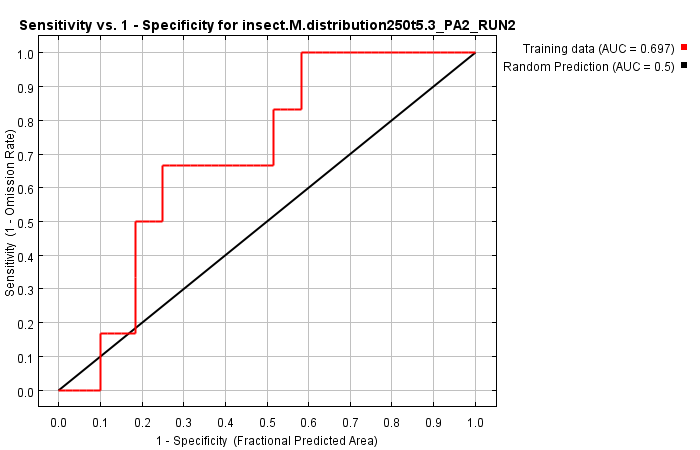 Sensitivity vs. 1 - Specificity for insect.M.distribution250t5.3_PA2_RUN2
Training data (AUC = 0.697)
Random Prediction (AUC = 0.5)
Sensitivity (1 - Omission Rate)
1.0
0.9
0.8
0.7
0.6
0.5
0.4
0.3
0.2
0.1
0.0
0.0 0.1 0.2 0.3 0.4 0.5 0.6 0.7 0.8 0.9 1.0
1 - Specificity (Fractional Predicted Area)